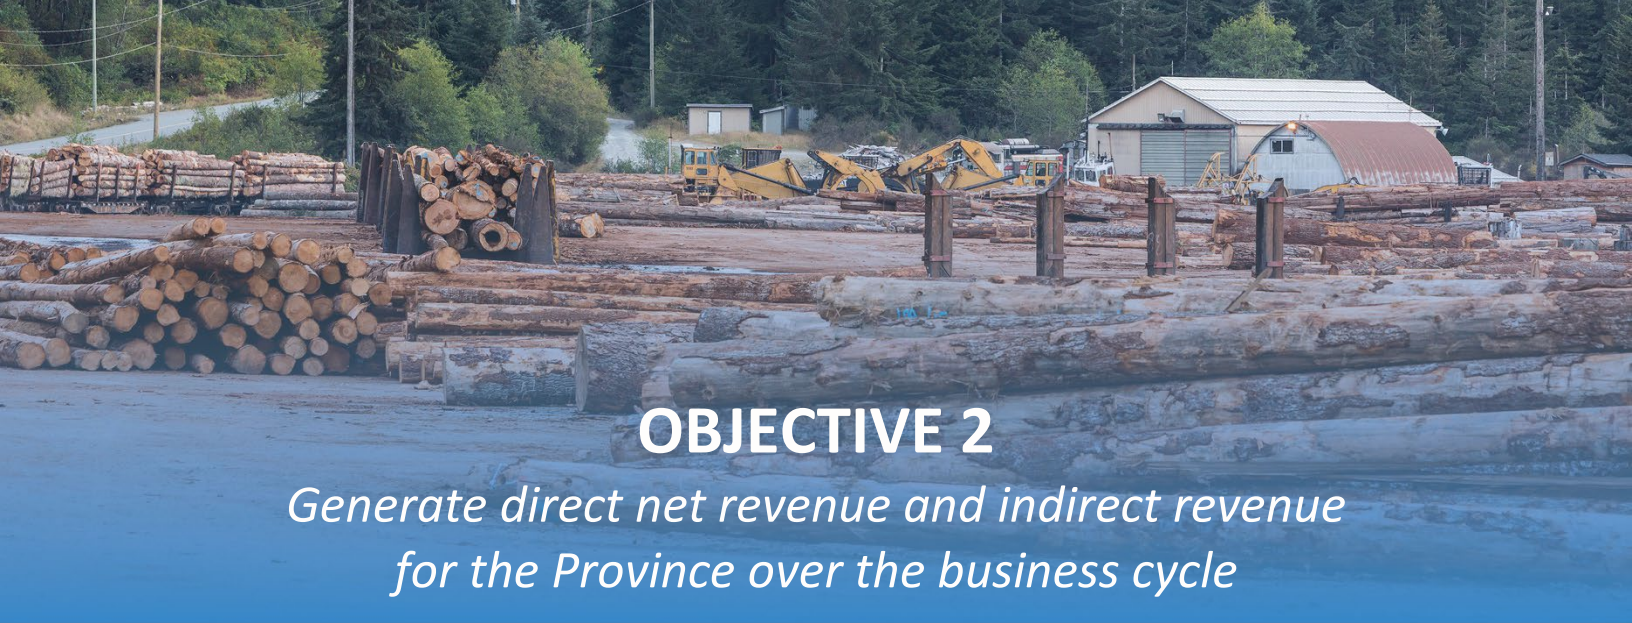 OBJECTIVE 2
Generate direct net revenue and indirect revenue
for the Province over the business cycle